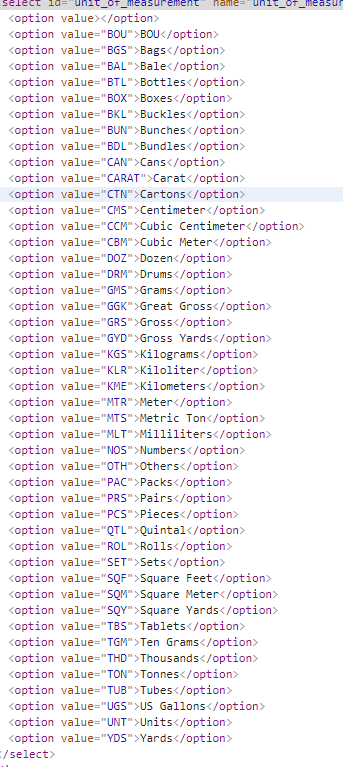 select id="unit_of_measurement" name="unit_of_measur
<option value></option>
<option value="BOU">BOU</option>
<option value="BGS">Bags</option>
<option value="BAL">Bale</option>
<option value="BTL">Bottles</option>
<option value="BOX">Boxes</option>
<option value="BKL">Buckles</option>
<option value="BUN">Bunches</option>
<option value="BDL">Bundles</option>
<option value="CAN">Cans</option>
<option value="CARAT">Carat</option>
<option value="CTN">Cartons</option>
<option value="CMS">Centimeter</option>
<option value="CCM">Cubic Centimeter</option>
<option value="CBM">Cubic Meter</option>
<option value="DOZ">Dozen</option>
<option value="DRM">Drums</option>
<option value="GMS">Grams</option>
<option value="GGK">Great Gross</option>
<option value="GRS">Gross</option>
<option value="GYD">Gross Yards</option>
<option value="KGS">Kilograms</option>
<option value="KLR">Kiloliter</option>
<option value="KME">Kilometers</option>
<option value="MTR">Meter</option>
<option value="MTS">Metric Ton</option>
<option value="MLT">Milliliters</option>
<option value="NOS">Numbers</option>
<option value="OTH">Others</option>
<option value="PAC">Packs</option>
<option value="PRS">Pairs</option>
<option value="PCS">Pieces</option>
<option value="QTL">Quintal</option>
<option value="ROL">Rolls</option>
<option value="SET">Sets</option>
<option value="SQF">Square Feet</option>
<option value="SQM">Square Meter</option>
<option value="SQY">Square Yards</option>
<option value="TBS">Tablets</option>
<option value="TGM">Ten Grams</option>
<option value="THD">Thousands</option>
<option value="TON">Tonnes</option>
<option value="TUB">Tubes</option>
<option value="UGS">US Gallons</option>
<option value="UNT">Units</option>
<option value="YDS">Yards</option>
/select>